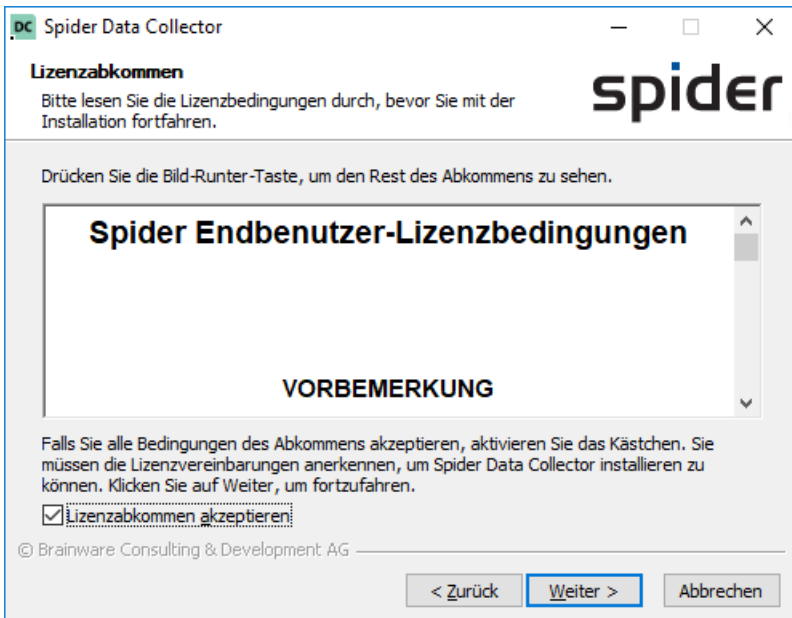 DC Spider Data Collector
Lizenzabkommen
Bitte lesen Sie die Lizenzbedingungen durch, bevor Sie mit der
Installation fortfahren.
spider
Drücken Sie die Bild-Runter-Taste, um den Rest des Abkommens zu sehen.
Spider Endbenutzer-Lizenzbedingungen
VORBEMERKUNG
Falls Sie alle Bedingungen des Abkommens akzeptieren, aktivieren Sie das Kästchen. Sie
müssen die Lizenzvereinbarungen anerkennen, um Spider Data Collector installieren zu
können. Klicken Sie auf Weiter, um fortzufahren.
Lizenzabkommen akzeptieren
© Brainware Consulting & Development AG
< Zurück Weiter > Abbrechen